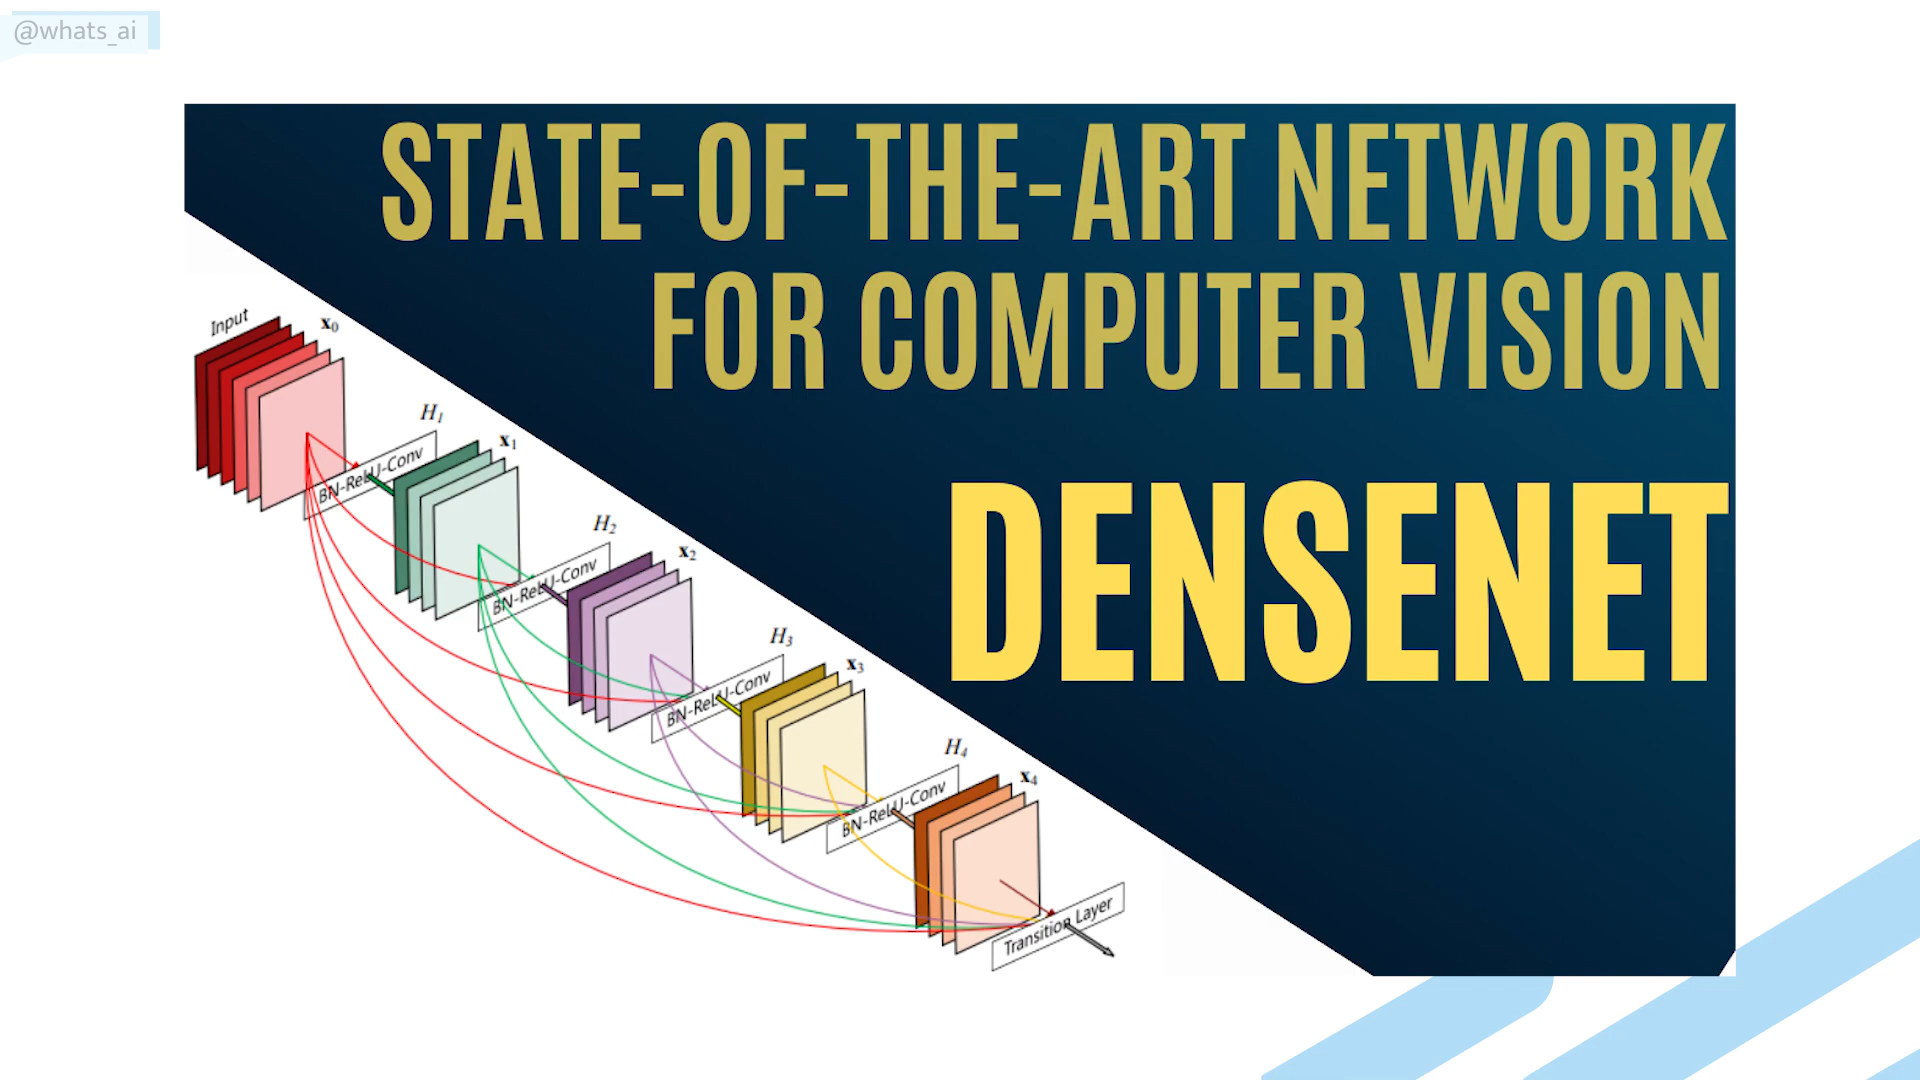 @whats_ai
STATE-OF-THE-ART NETWORK
FOR COMPUTER VISION
DENSENET
Input
x0
H1
BN-ReLU-Conv
x1
H2
BN-ReLU-Conv
x2
H3
BN-ReLU-Conv
x3
H4
BN-ReLU-Conv
x4
Transition Layer